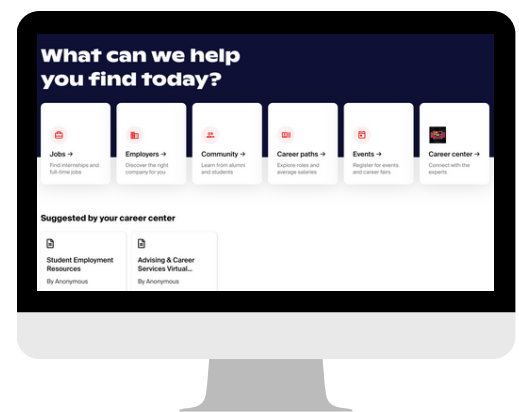 What can we help
you find today?
Jobs →
Find internships and
full-time jobs
Employers →
Discover the right
company for you
Community →
Learn from alumni
and students
Career paths →
Explore roles and
average salaries
Events →
Register for events
and career fairs
Career center →
Connect with the
experts
Suggested by your career center
Student Employment
Resources
By Anonymous
Advising & Career
Services Virtual...
By Anonymous